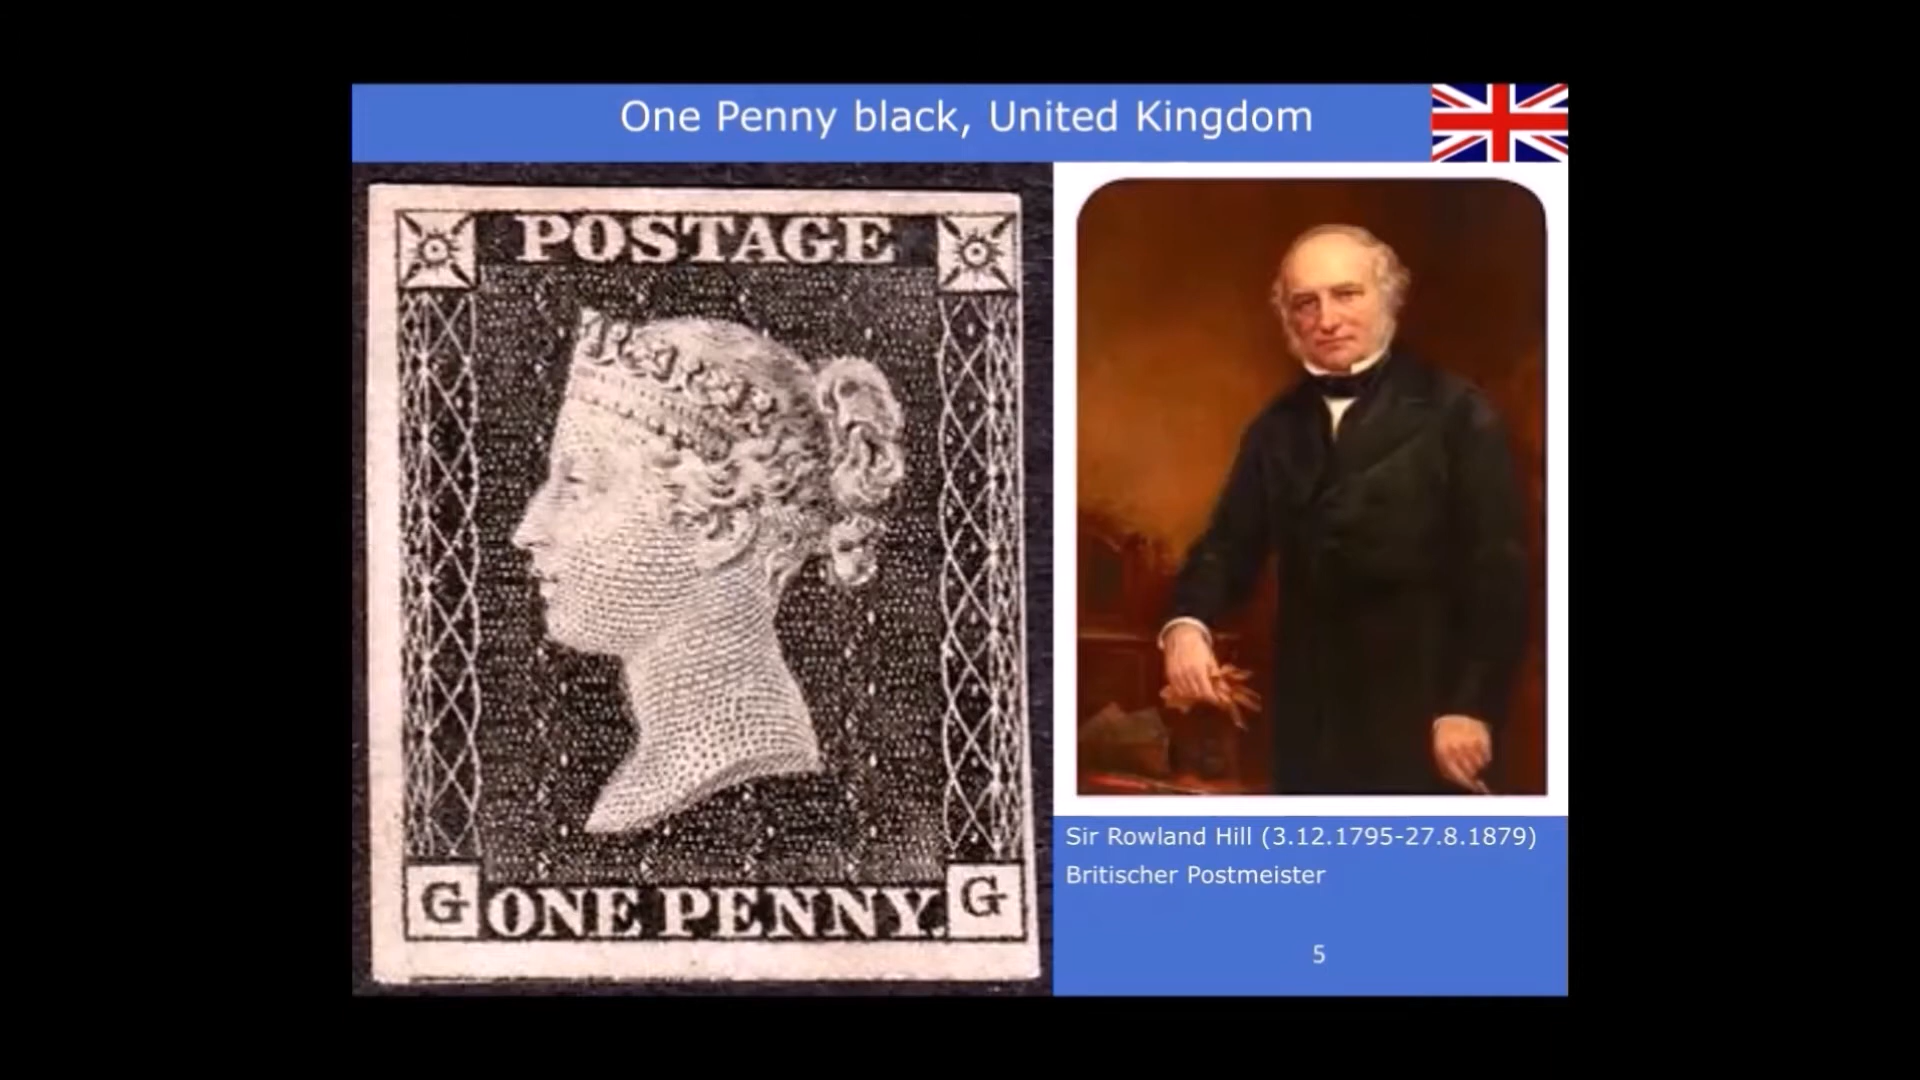 One Penny black, United Kingdom
POSTAGE
G ONE PENNY. G
Sir Rowland Hill (3.12.1795-27.8.1879)
Britischer Postmeister
5